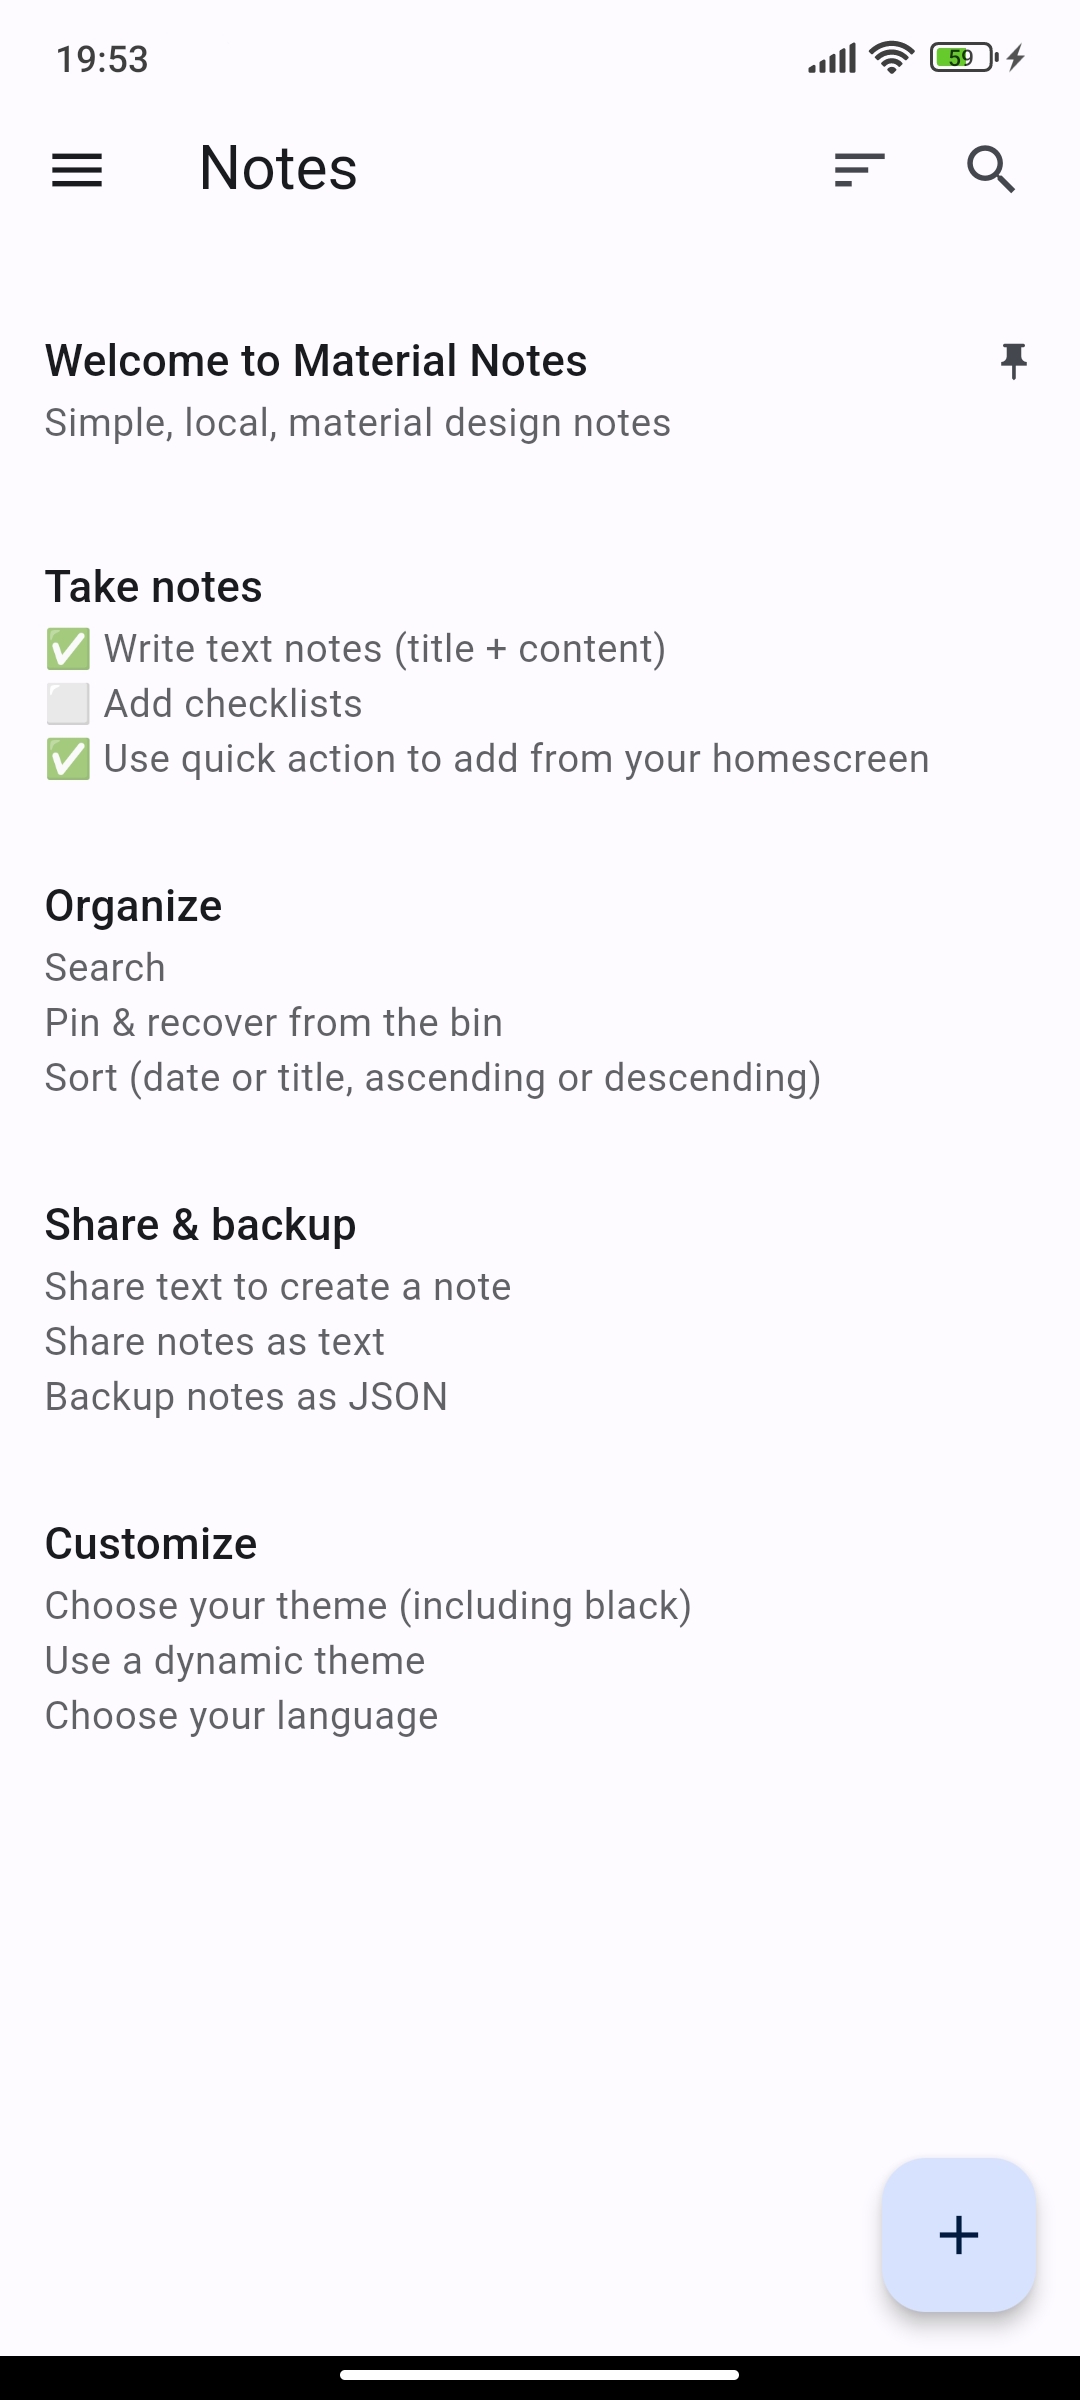 19:53
59
Notes
Welcome to Material Notes
Simple, local, material design notes
Take notes
✅ Write text notes (title + content)
⬜ Add checklists
✅ Use quick action to add from your homescreen
Organize
Search
Pin & recover from the bin
Sort (date or title, ascending or descending)
Share & backup
Share text to create a note
Share notes as text
Backup notes as JSON
Customize
Choose your theme (including black)
Use a dynamic theme
Choose your language